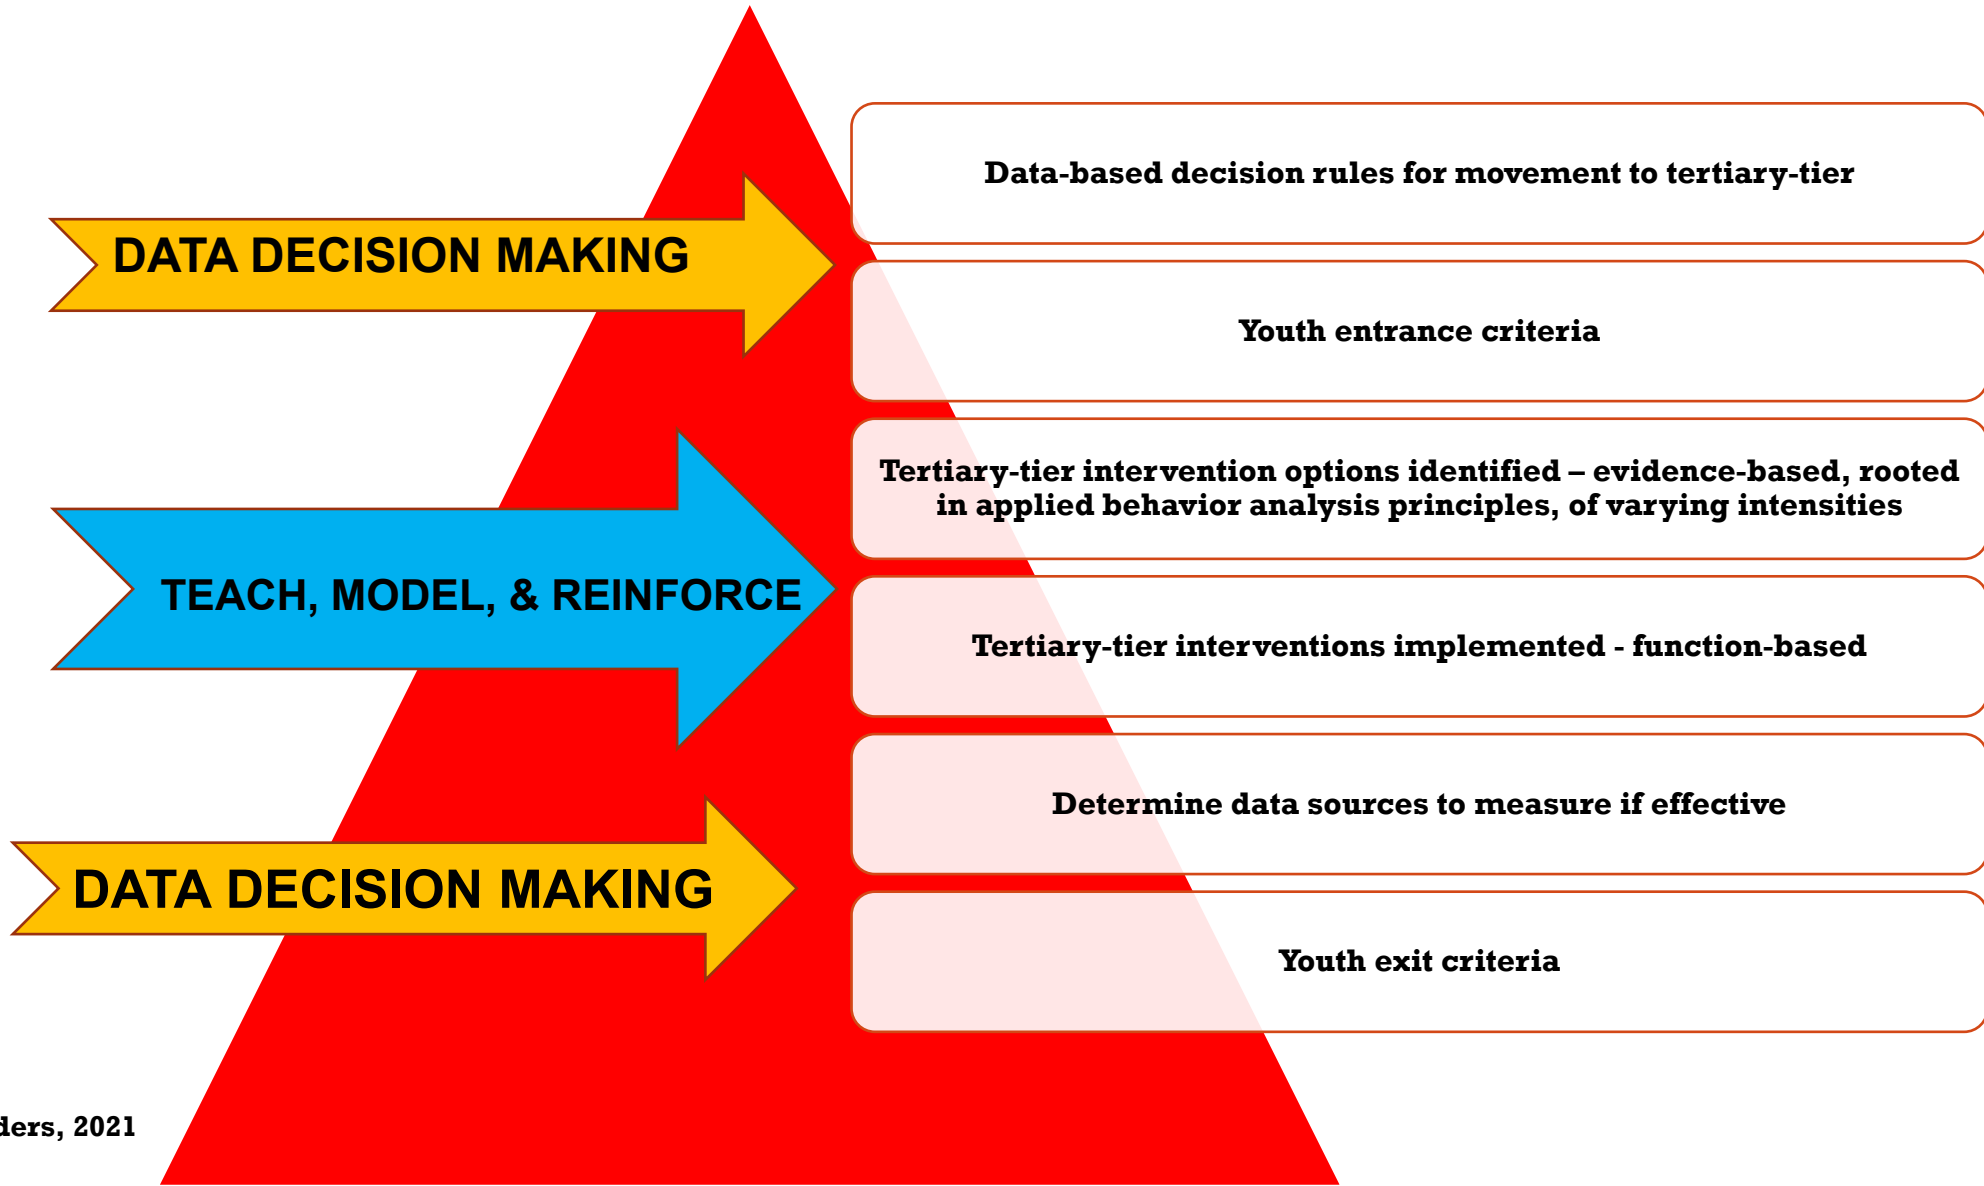 DATA DECISION MAKING
TEACH, MODEL, & REINFORCE
DATA DECISION MAKING
Data-based decision rules for movement to tertiary-tier
Youth entrance criteria
Tertiary-tier intervention options identified – evidence-based, rooted
in applied behavior analysis principles, of varying intensities
Tertiary-tier interventions implemented - function-based
Determine data sources to measure if effective
Youth exit criteria
2021